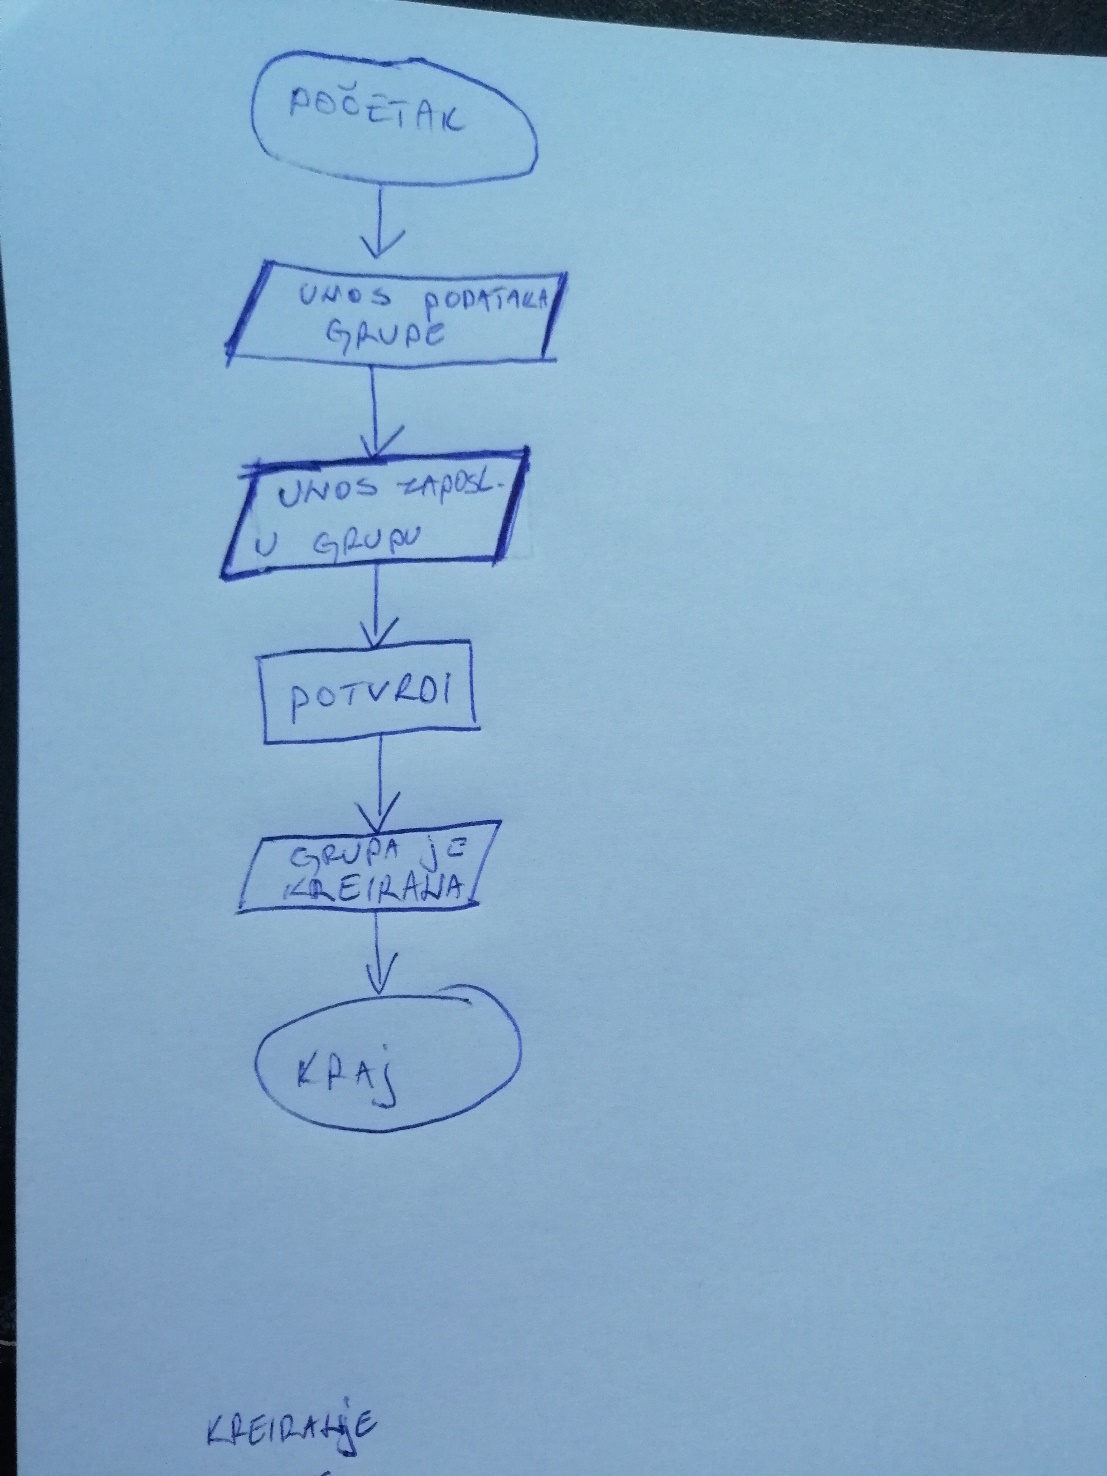 POČETAK
UNOS PODATAKA
GRUPE
UNOS ZAPOSL.
U GRUPU
POTVRDI
GRUPA JE
KREIRANA
KRAJ
KREIRANJE